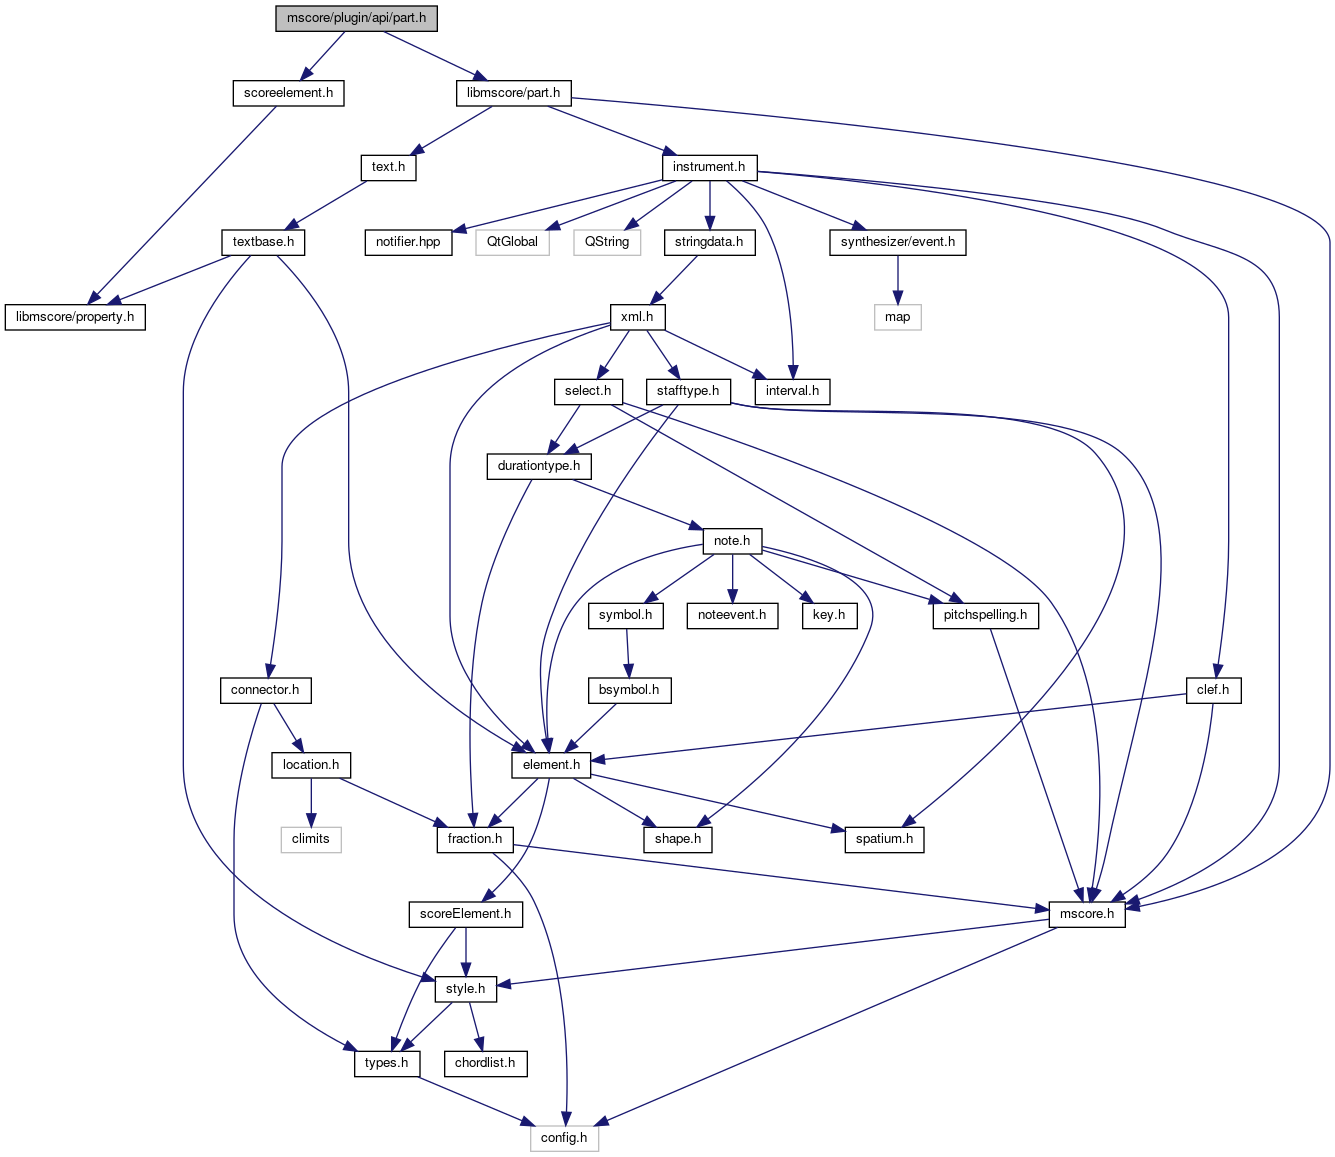 mscore/plugin/api/part.h
scoreelement.h
libmscore/part.h
text.h
instrument.h
textbase.h
notifier.hpp
QtGlobal
QString
stringdata.h
synthesizer/event.h
libmscore/property.h
xml.h
map
select.h
stafftype.h
interval.h
durationtype.h
note.h
symbol.h
noteevent.h
key.h
pitchspelling.h
connector.h
bsymbol.h
clef.h
location.h
element.h
climits
fraction.h
shape.h
spatium.h
scoreElement.h
mscore.h
style.h
types.h
chordlist.h
config.h